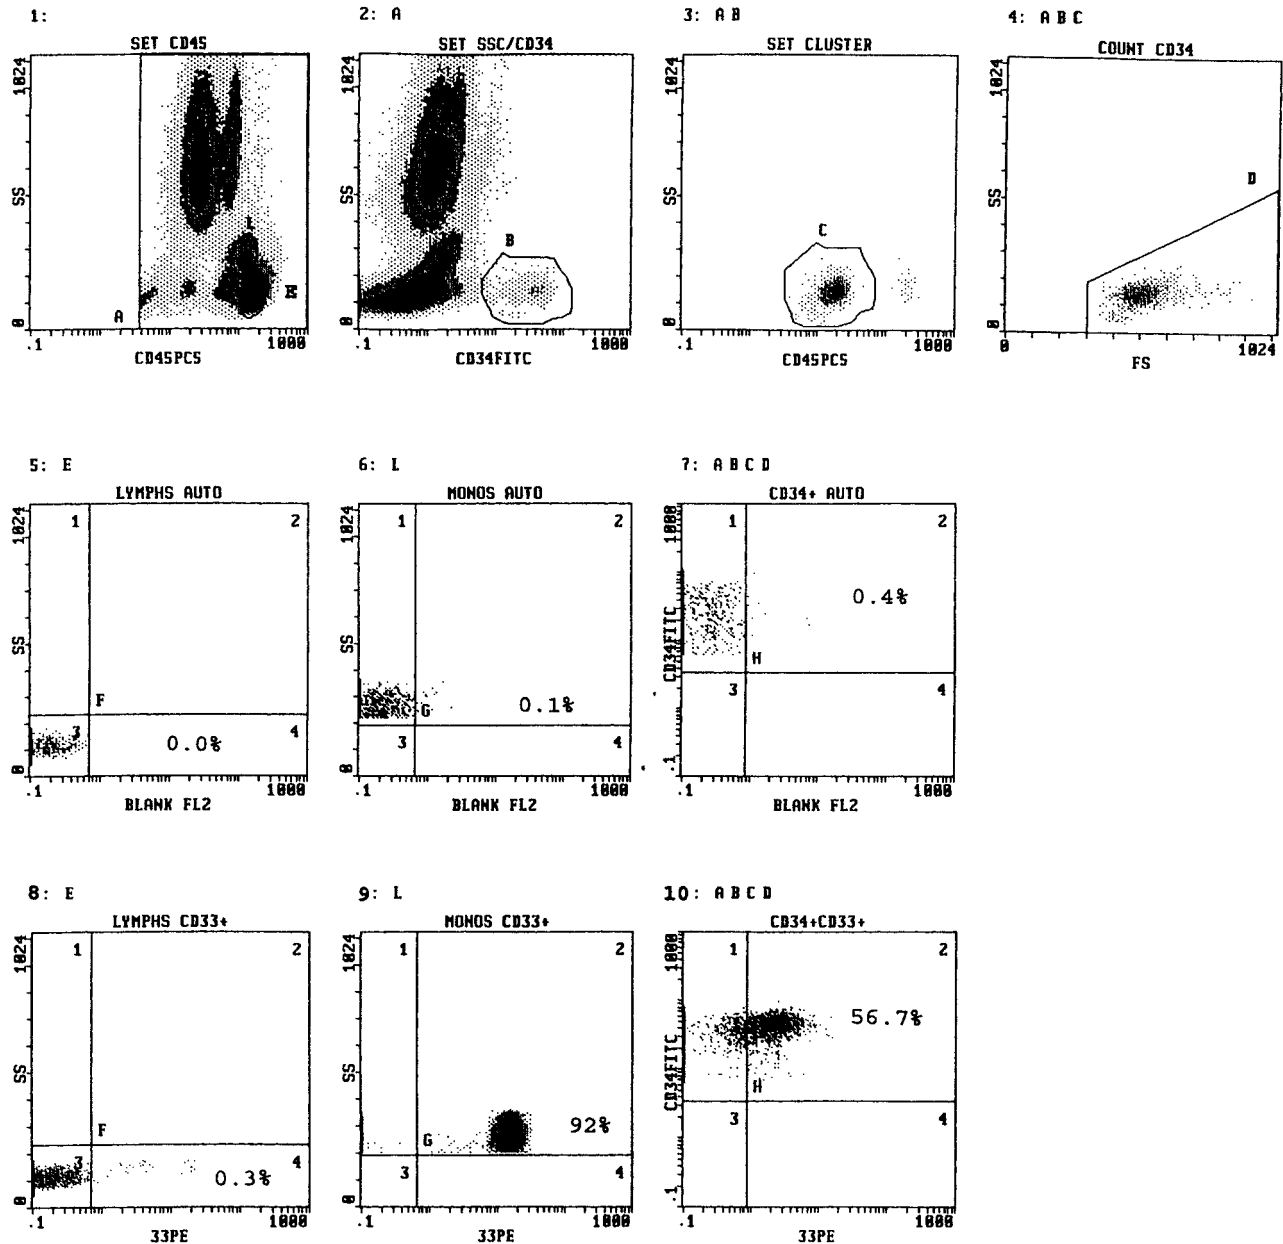 1:
2: A
3: A B
4: A B C
SET CD45
SET SSC/CD34
SET CLUSTER
COUNT CD34
1024
SS
0
L
A
.1
1000
CD45PC5
1024
SS
0
B
.1
1000
CD34FITC
1024
SS
0
C
.1
1000
CD45PC5
1024
SS
0
D
0
1024
FS
5: E
6: L
7: A B C D
LYMPHS AUTO
MONOS AUTO
CD34+ AUTO
1024
SS
0
1
2
F
3
0.0%
4
.1
1000
BLANK FL2
1024
SS
0
1
2
G
0.1%
3
4
.1
1000
BLANK FL2
1000
CD34FITC
.1
1
2
0.4%
H
3
4
.1
1000
BLANK FL2
8: E
9: L
10: A B C D
LYMPHS CD33+
MONOS CD33+
CD34+CD33+
1024
SS
0
1
2
F
3
0.3%
4
.1
1000
33PE
1024
SS
0
1
2
G
92%
3
4
.1
1000
33PE
1000
CD34FITC
.1
1
2
56.7%
H
3
4
.1
1000
33PE